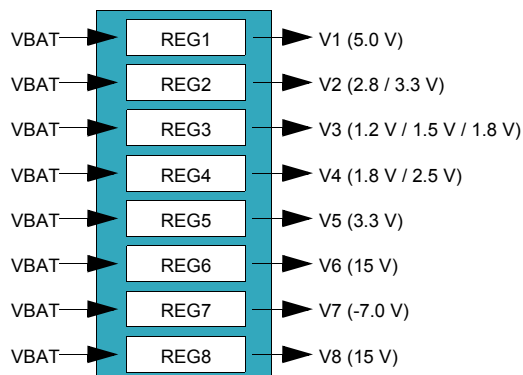 VBAT REG1 V1 (5.0 V)
VBAT REG2 V2 (2.8 / 3.3 V)
VBAT REG3 V3 (1.2 V / 1.5 V / 1.8 V)
VBAT REG4 V4 (1.8 V / 2.5 V)
VBAT REG5 V5 (3.3 V)
VBAT REG6 V6 (15 V)
VBAT REG7 V7 (-7.0 V)
VBAT REG8 V8 (15 V)